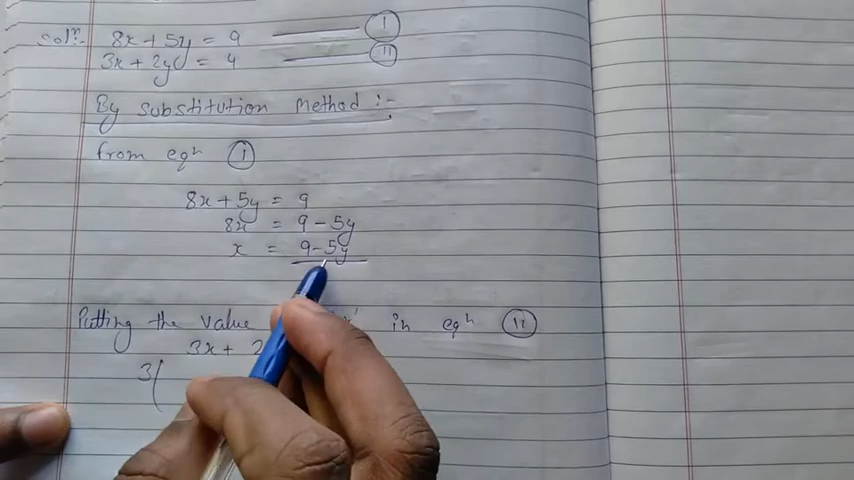 Solⁿ. 8x + 5y = 9 — (I)
3x + 2y = 4 — (II)
By Substitution Method :-
from eqⁿ (I)
8x + 5y = 9
8x = 9 - 5y
x = 9 - 5y
Putting the value in eqⁿ (II)
3x + 2
3(